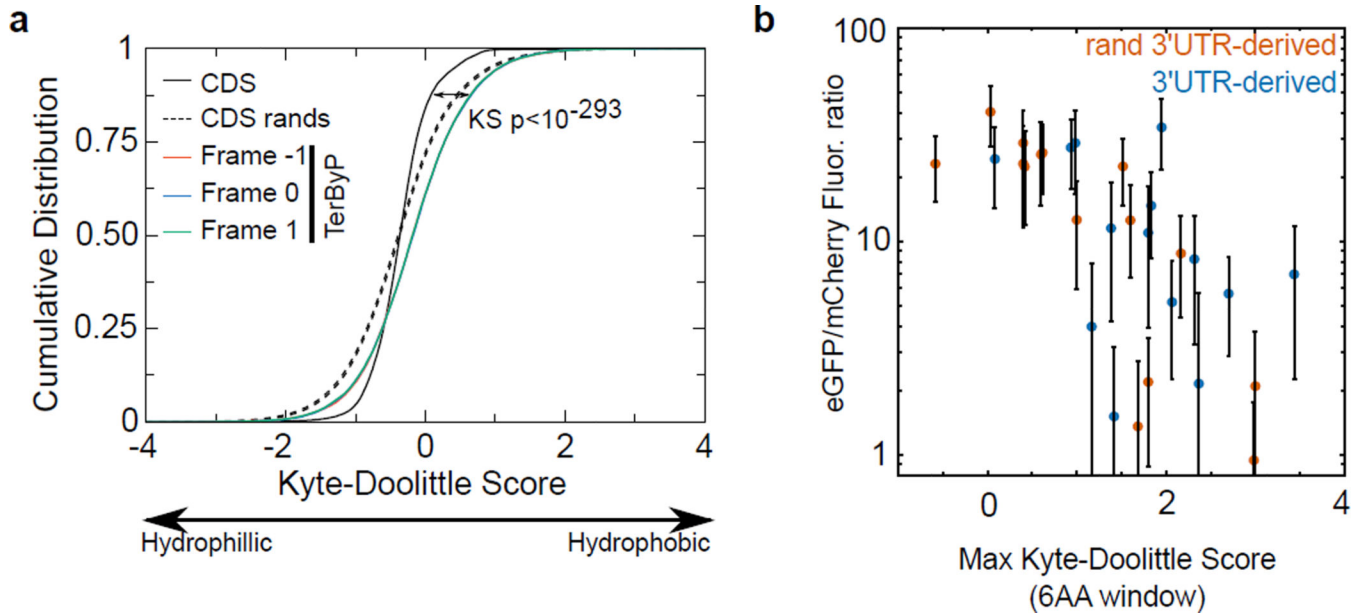 a
1
0.75
0.50
0.25
0
Cumulative Distribution
CDS
CDS rands
Frame -1
Frame 0
Frame 1
TerByP
KS p<10^-293
-4
-2
0
2
4
Kyte-Doolittle Score
Hydrophillic
Hydrophobic
b
100
10
1
eGFP/mCherry Fluor. ratio
rand 3'UTR-derived
3'UTR-derived
0
2
4
Max Kyte-Doolittle Score
(6AA window)